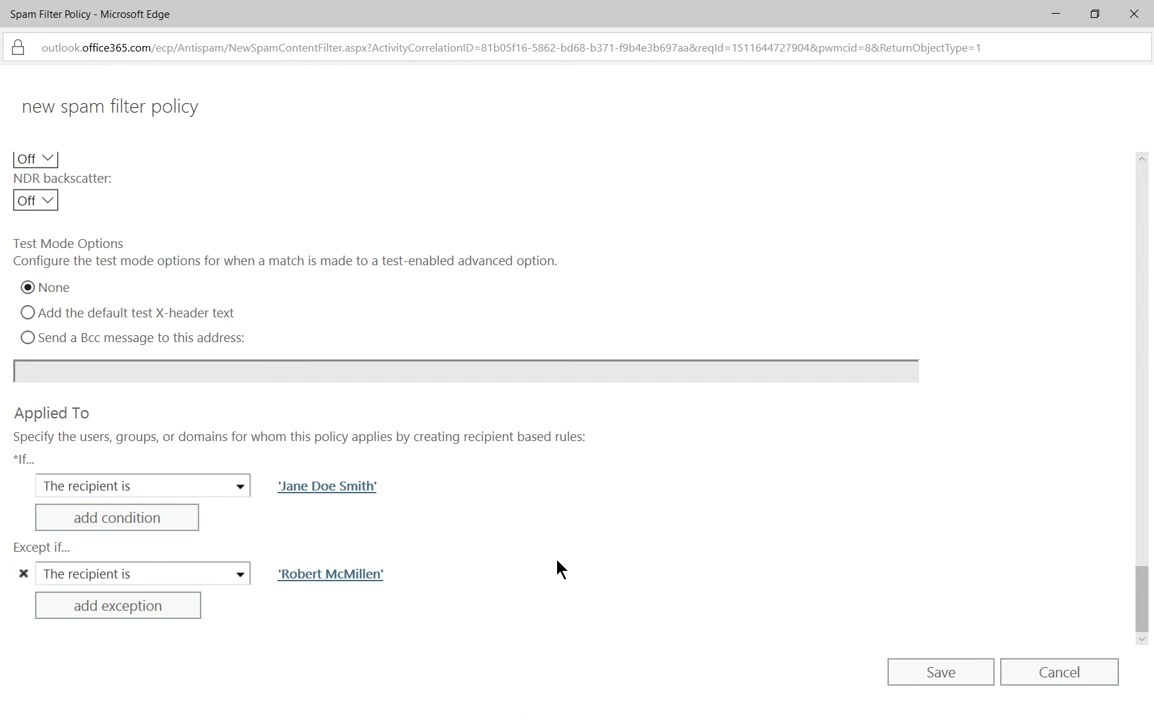 Spam Filter Policy - Microsoft Edge
outlook.office365.com/ecp/Antispam/NewSpamContentFilter.aspx?ActivityCorrelationID=81b05f16-5862-bd68-b371-f9b4e3b697aa&reqId=1511644727904&pwmcid=8&ReturnObjectType=1
new spam filter policy
Off
NDR backscatter:
Off
Test Mode Options
Configure the test mode options for when a match is made to a test-enabled advanced option.
None
Add the default test X-header text
Send a Bcc message to this address:
Applied To
Specify the users, groups, or domains for whom this policy applies by creating recipient based rules:
*If...
The recipient is 'Jane Doe Smith'
add condition
Except if...
The recipient is 'Robert McMillen'
add exception
Save Cancel